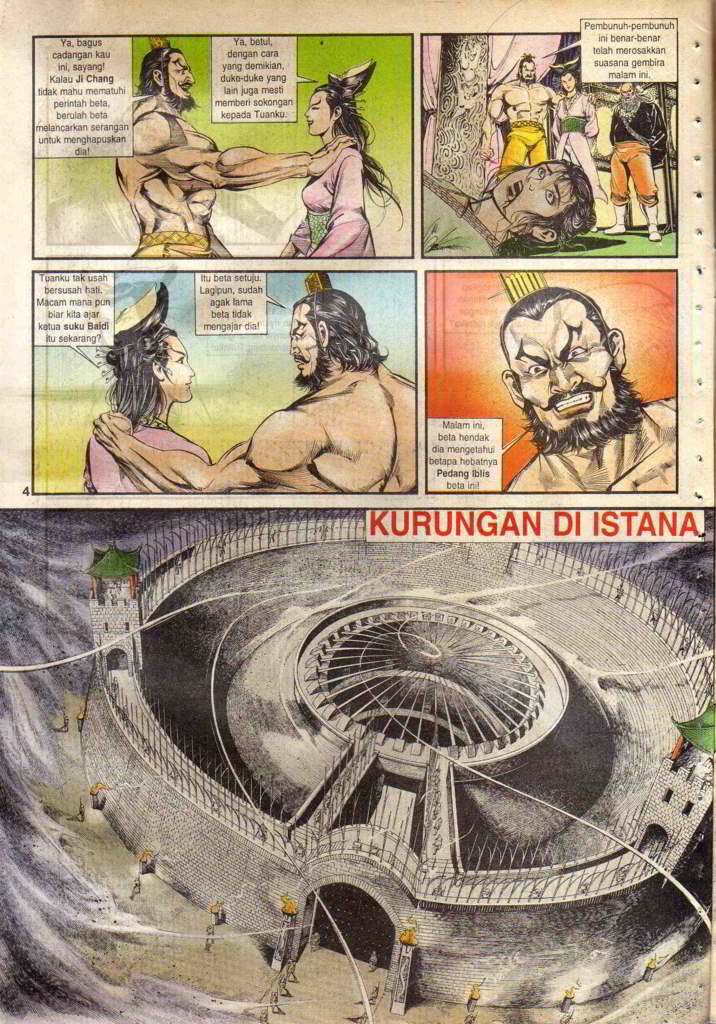 Ya, bagus
cadangan kau
ini, sayang!
Kalau Ji Chang
tidak mahu mematuhi
perintah beta,
berulah beta
melancarkan serangan
untuk menghapuskan
dia!
Ya, betul,
dengan cara
yang demikian,
duke-duke yang
lain juga mesti
memberi sokongan
kepada Tuanku.
Pembunuh-pembunuh
ini benar-benar
telah merosakkan
suasana gembira
malam ini.
Tuanku tak usah
bersusah hati.
Macam mana pun
biar kita ajar
ketua suku Baidi
itu sekarang?
Itu beta setuju.
Lagipun, sudah
agak lama
beta tidak
mengajar dia!
Malam ini,
beta hendak
dia mengetahui
betapa hebatnya
Pedang Iblis
beta ini!
4
KURUNGAN DI ISTANA